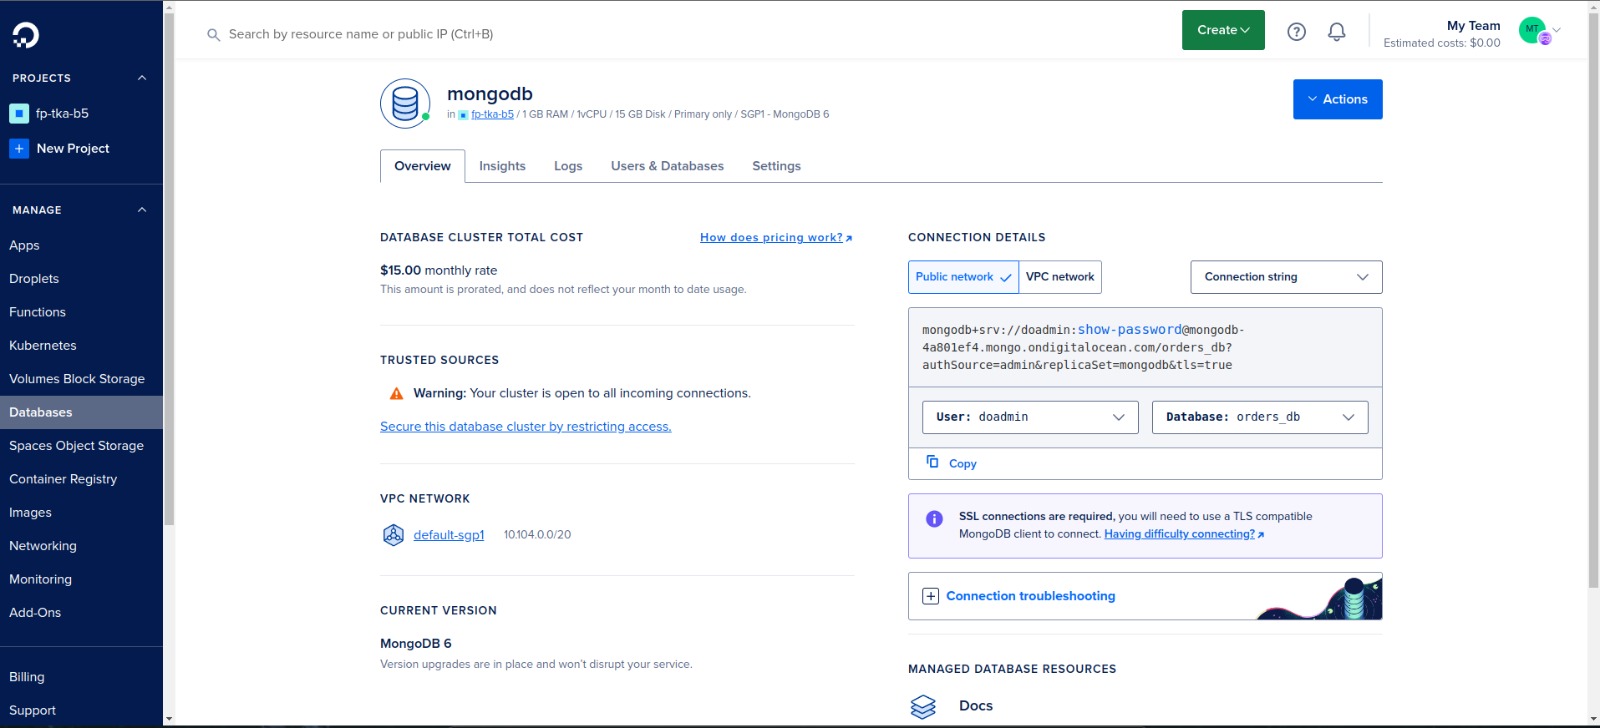 Search by resource name or public IP (Ctrl+B)
Create
?
My Team
Estimated costs: $0.00
MT
PROJECTS
fp-tka-b5
New Project
MANAGE
Apps
Droplets
Functions
Kubernetes
Volumes Block Storage
Databases
Spaces Object Storage
Container Registry
Images
Networking
Monitoring
Add-Ons
Billing
Support
mongodb
in fp-tka-b5 / 1 GB RAM / 1vCPU / 15 GB Disk / Primary only / SGP1 - MongoDB 6
Actions
Overview Insights Logs Users & Databases Settings
DATABASE CLUSTER TOTAL COST
How does pricing work?
$15.00 monthly rate
This amount is prorated, and does not reflect your month to date usage.
TRUSTED SOURCES
Warning: Your cluster is open to all incoming connections.
Secure this database cluster by restricting access.
VPC NETWORK
default-sgp1 10.104.0.0/20
CURRENT VERSION
MongoDB 6
Version upgrades are in place and won't disrupt your service.
CONNECTION DETAILS
Public network VPC network
Connection string
mongodb+srv://doadmin:show-password@mongodb-
4a801ef4.mongo.ondigitalocean.com/orders_db?
authSource=admin&replicaSet=mongodb&tls=true
User: doadmin
Database: orders_db
Copy
SSL connections are required, you will need to use a TLS compatible
MongoDB client to connect. Having difficulty connecting?
Connection troubleshooting
MANAGED DATABASE RESOURCES
Docs